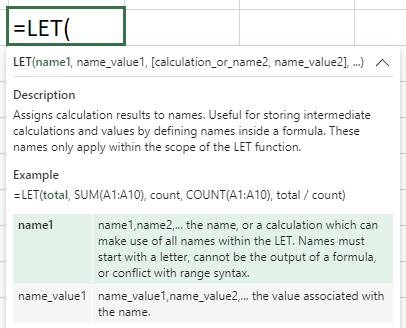 =LET(
LET(name1, name_value1, [calculation_or_name2, name_value2], ...)
Description
Assigns calculation results to names. Useful for storing intermediate
calculations and values by defining names inside a formula. These
names only apply within the scope of the LET function.
Example
=LET(total, SUM(A1:A10), count, COUNT(A1:A10), total / count)
name1 name1,name2,... the name, or a calculation which can
make use of all names within the LET. Names must
start with a letter, cannot be the output of a formula,
or conflict with range syntax.
name_value1 name_value1,name_value2,... the value associated with
the name.